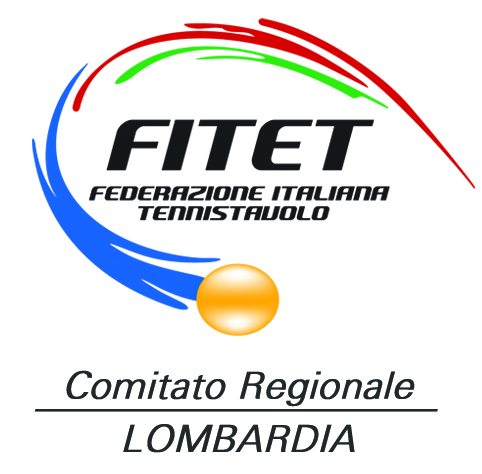 FITET
FEDERAZIONE ITALIANA
TENNISTAVOLO
Comitato Regionale
LOMBARDIA